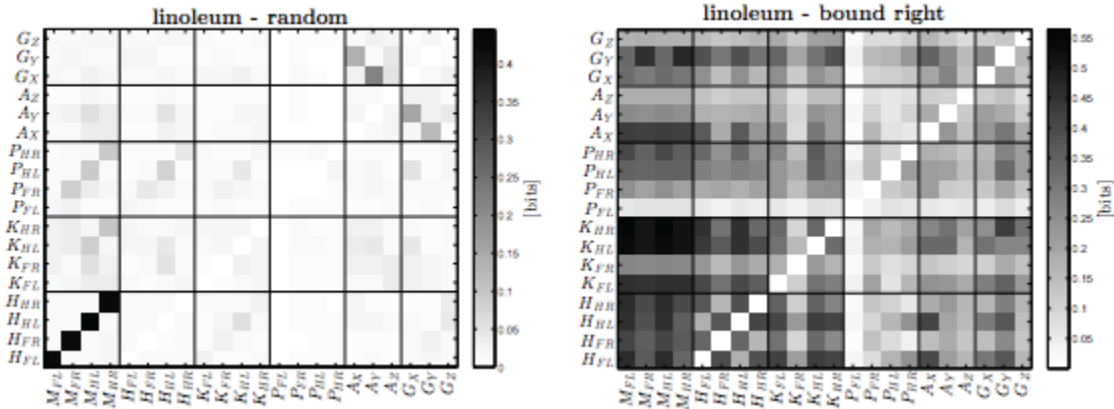 linoleum - random
G_Z
G_Y
G_X
A_Z
A_Y
A_X
P_HR
P_HL
P_FR
P_FL
K_HR
K_HL
K_FR
K_FL
H_HR
H_HL
H_FR
H_FL
M_FL M_FR M_HL M_HR H_FL H_FR H_HL H_HR K_FL K_FR K_HL K_HR P_FL P_FR P_HL P_HR A_X A_Y A_Z G_X G_Y G_Z
0.4
0.35
0.3
0.25
0.2
0.15
0.1
0.05
0
[bits]
linoleum - bound right
G_Z
G_Y
G_X
A_Z
A_Y
A_X
P_HR
P_HL
P_FR
P_FL
K_HR
K_HL
K_FR
K_FL
H_HR
H_HL
H_FR
H_FL
M_FL M_FR M_HL M_HR H_FL H_FR H_HL H_HR K_FL K_FR K_HL K_HR P_FL P_FR P_HL P_HR A_X A_Y A_Z G_X G_Y G_Z
0.55
0.5
0.45
0.4
0.35
0.3
0.25
0.2
0.15
0.1
0.05
[bits]